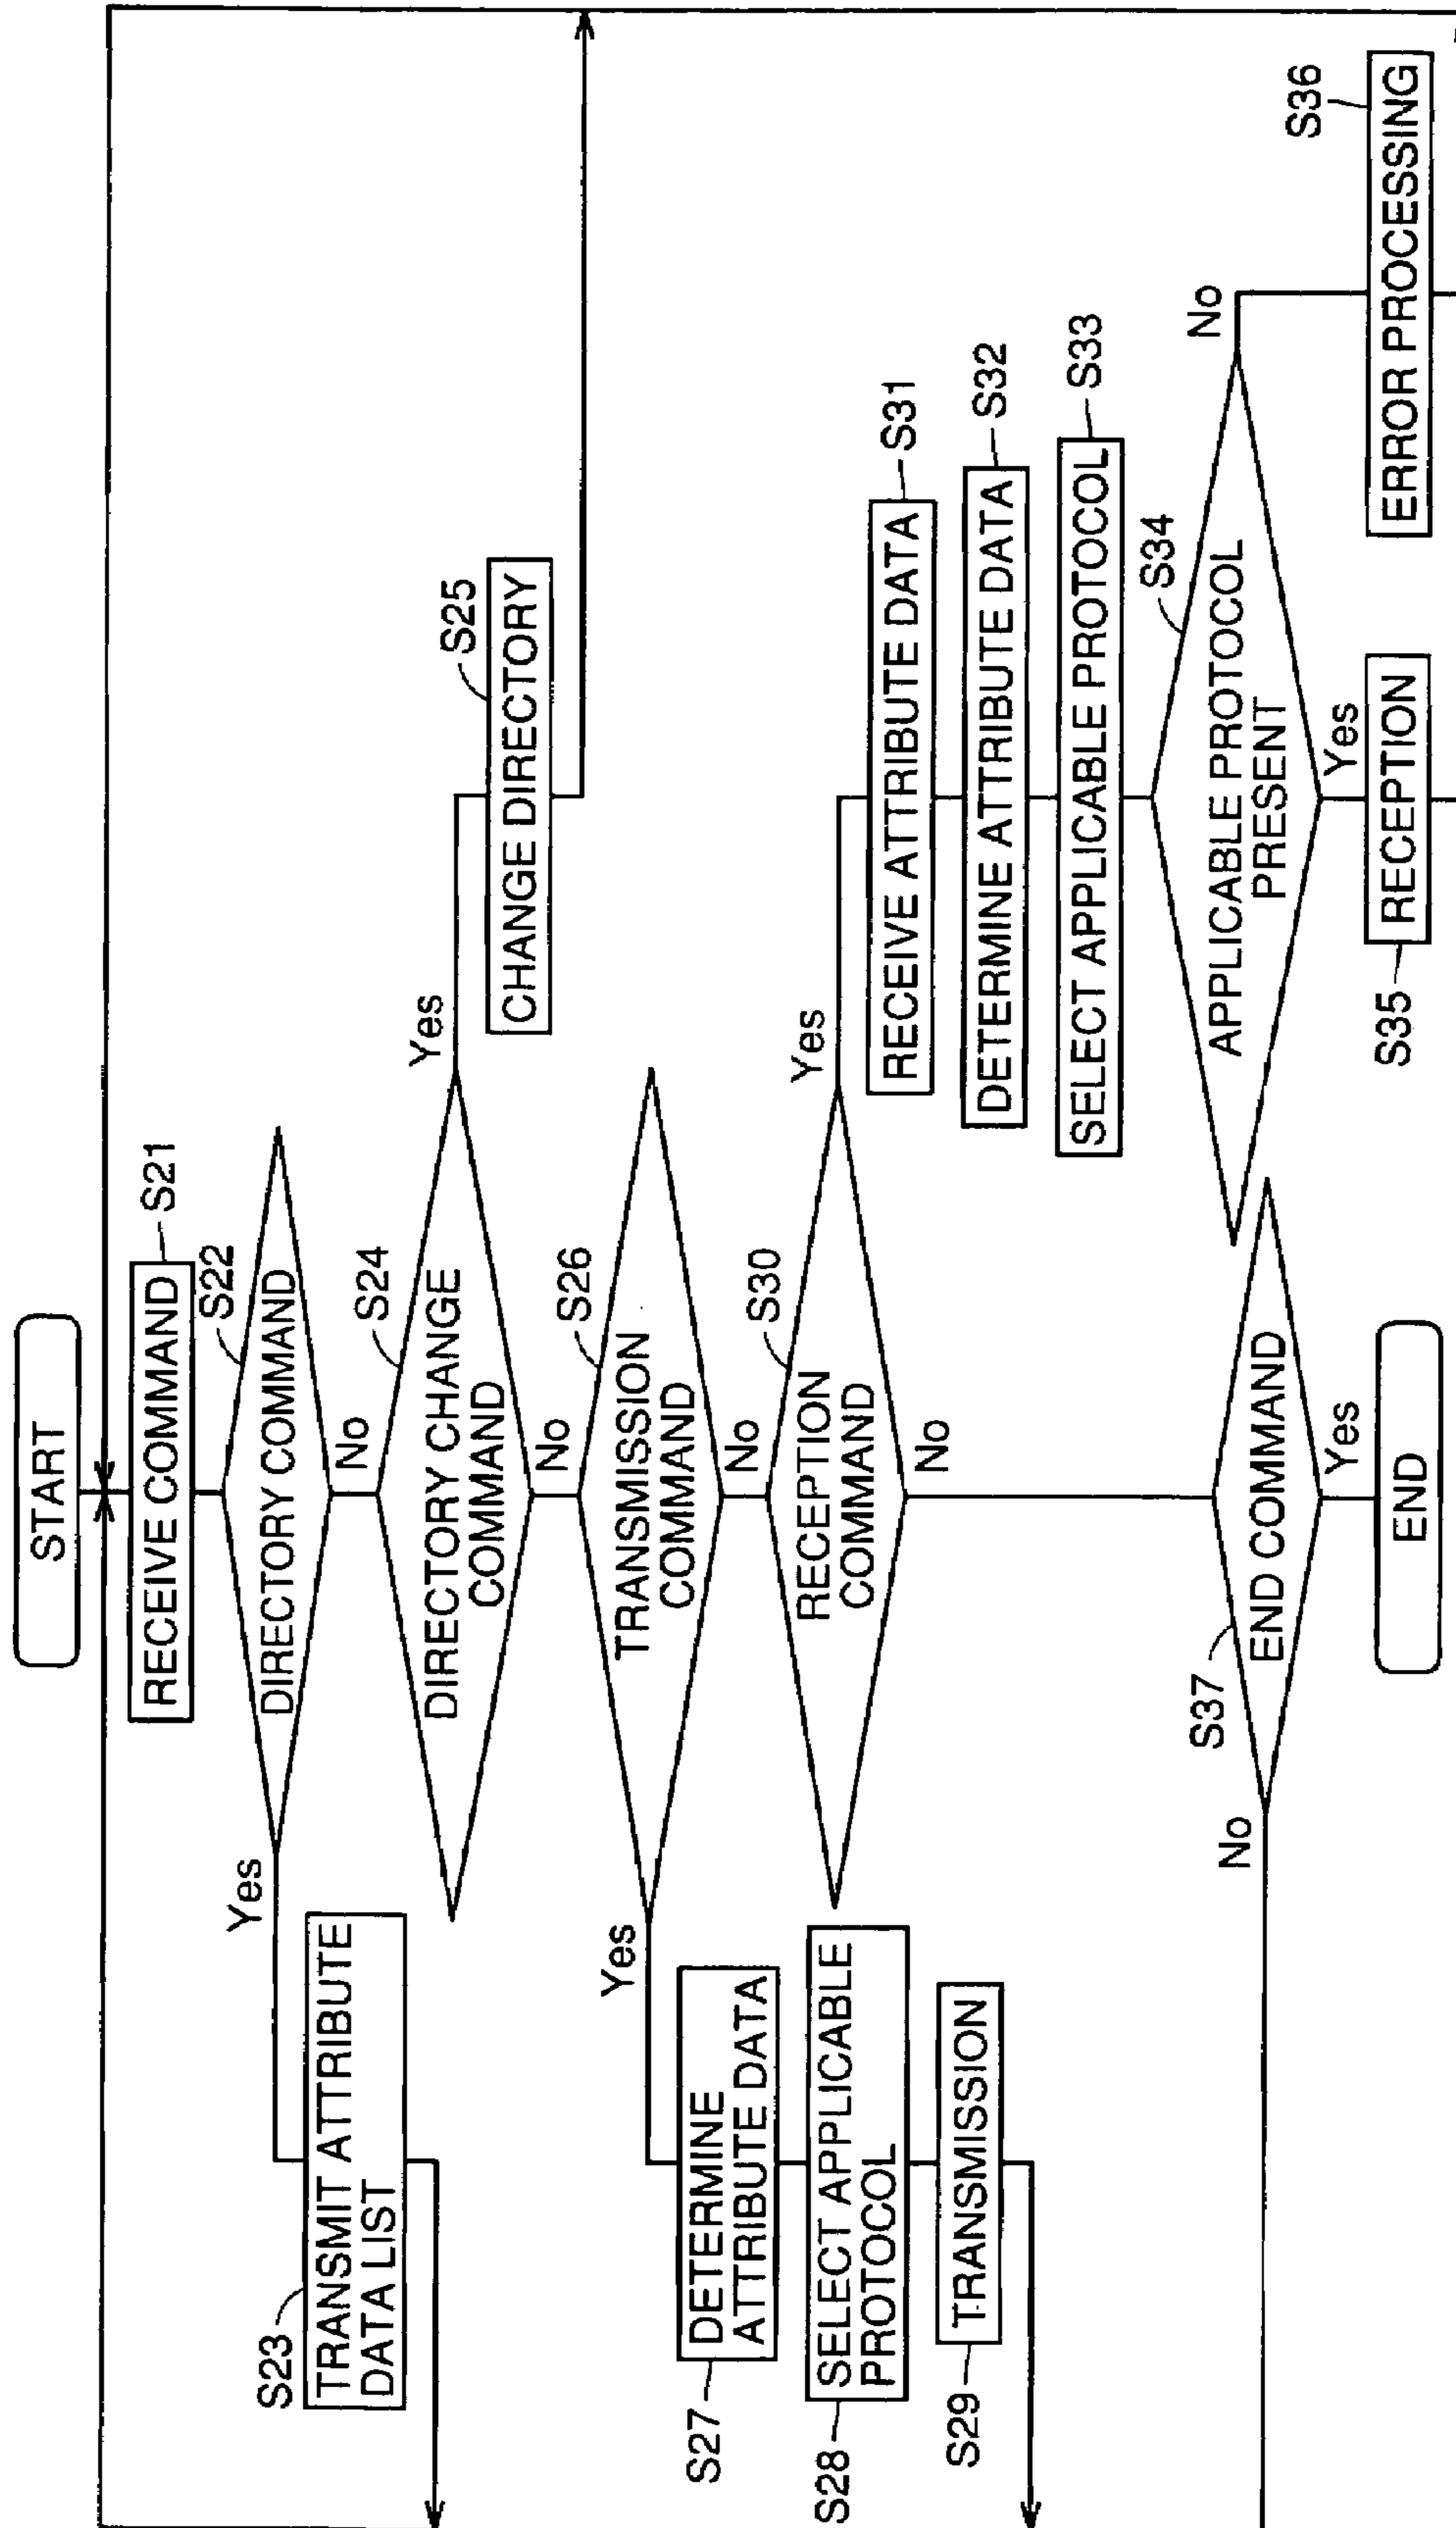 START
RECEIVE COMMAND
S21
DIRECTORY COMMAND
S22
Yes
No
S23
TRANSMIT ATTRIBUTE
DATA LIST
DIRECTORY CHANGE
COMMAND
S24
Yes
No
S25
CHANGE DIRECTORY
TRANSMISSION
COMMAND
S26
Yes
No
S27
DETERMINE
ATTRIBUTE DATA
S28
SELECT APPLICABLE
PROTOCOL
S29
TRANSMISSION
RECEPTION
COMMAND
S30
Yes
No
RECEIVE ATTRIBUTE DATA
S31
DETERMINE ATTRIBUTE DATA
S32
SELECT APPLICABLE PROTOCOL
S33
APPLICABLE PROTOCOL
PRESENT
S34
No
Yes
S35
RECEPTION
S36
ERROR PROCESSING
S37
END COMMAND
No
Yes
END